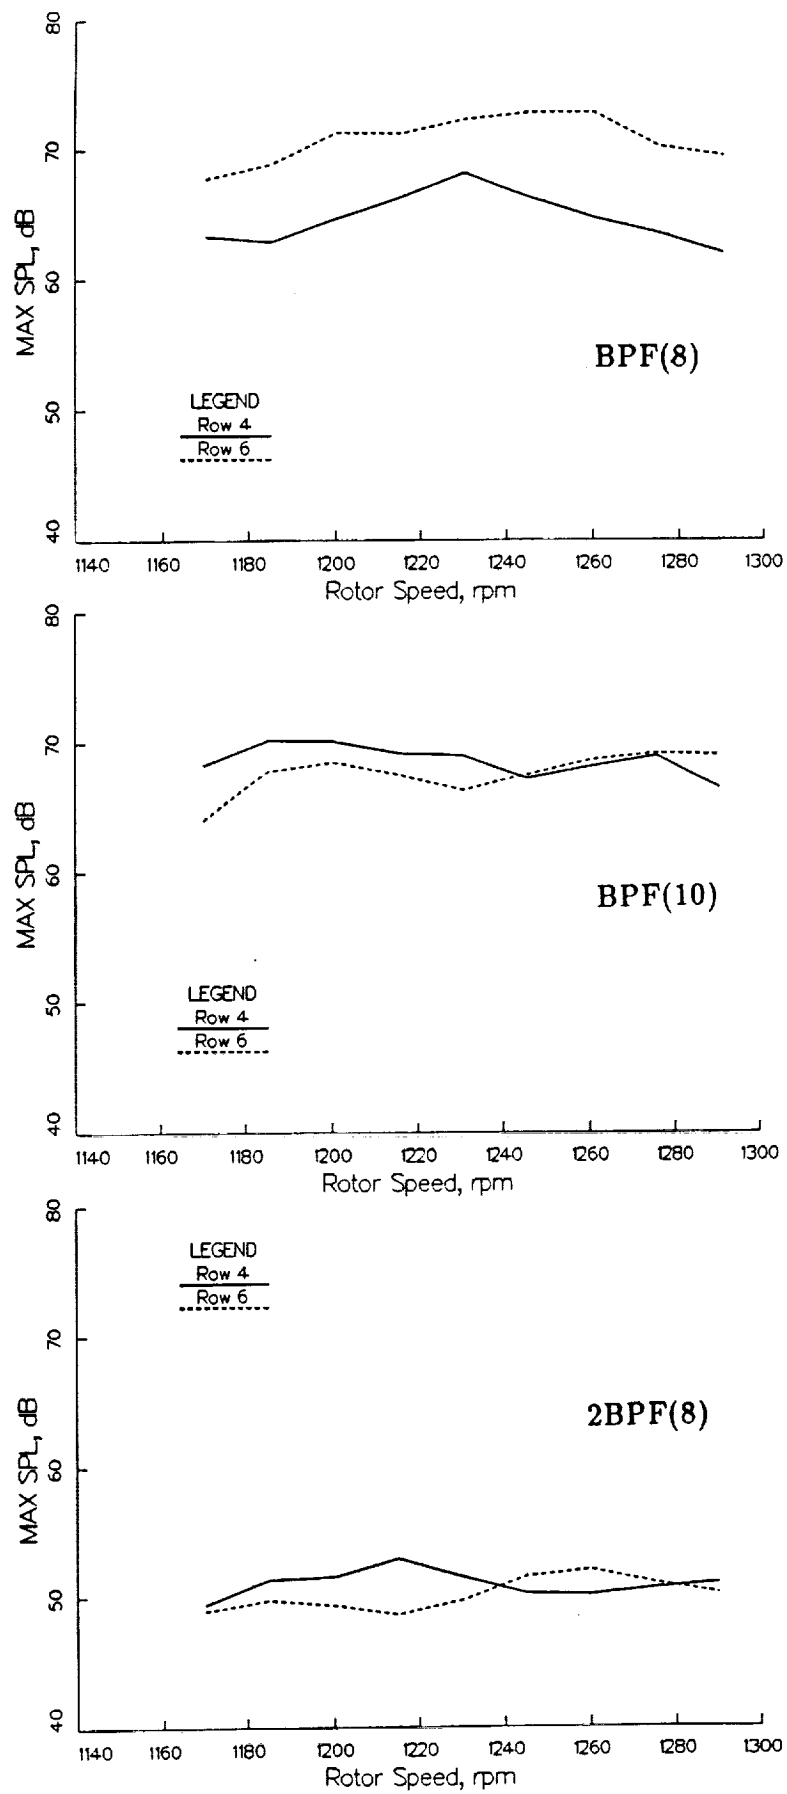 80
70
60
50
40
MAX SPL, dB
BPF(8)
LEGEND
Row 4
Row 6
1140 1160 1180 1200 1220 1240 1260 1280 1300
Rotor Speed, rpm
80
70
60
50
40
MAX SPL, dB
BPF(10)
LEGEND
Row 4
Row 6
1140 1160 1180 1200 1220 1240 1260 1280 1300
Rotor Speed, rpm
80
70
60
50
40
MAX SPL, dB
LEGEND
Row 4
Row 6
2BPF(8)
1140 1160 1180 1200 1220 1240 1260 1280 1300
Rotor Speed, rpm